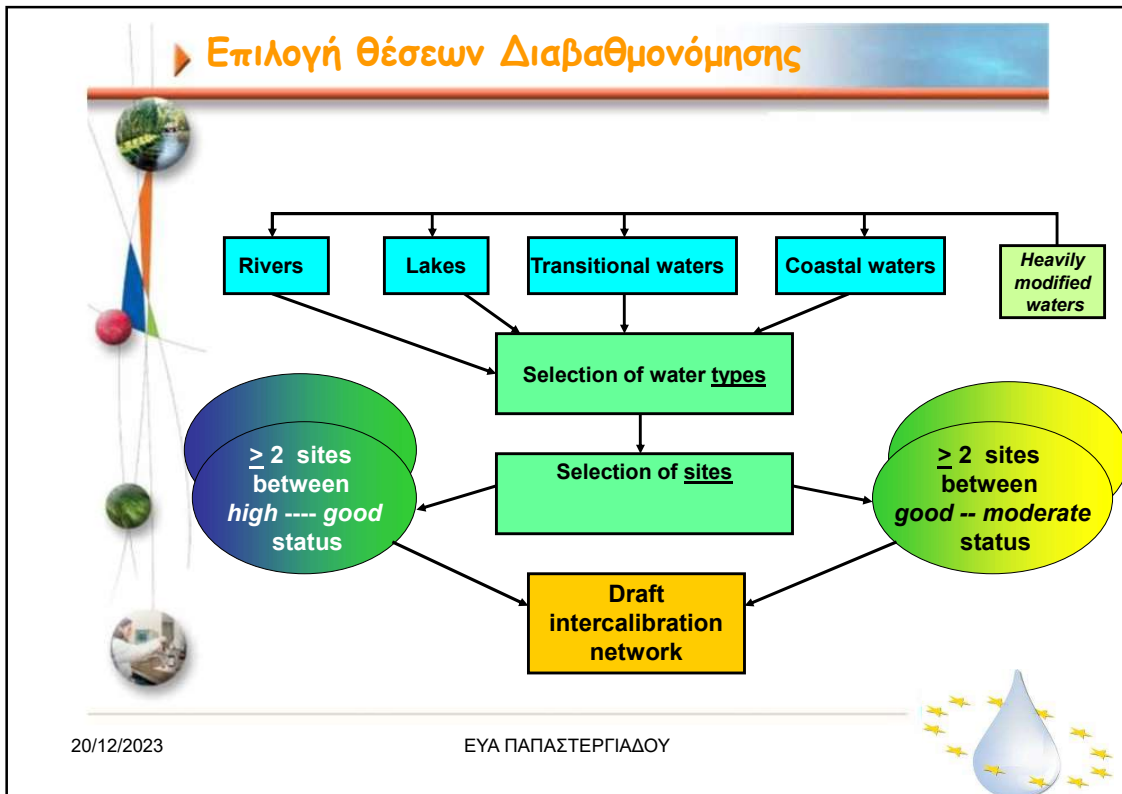 Επιλογή θέσεων Διαβαθμονόμησης
Rivers
Lakes
Transitional waters
Coastal waters
Heavily
modified
waters
Selection of water types
≥ 2 sites
between
high ---- good
status
Selection of sites
≥ 2 sites
between
good -- moderate
status
Draft
intercalibration
network
20/12/2023
ΕΥΑ ΠΑΠΑΣΤΕΡΓΙΑΔΟΥ